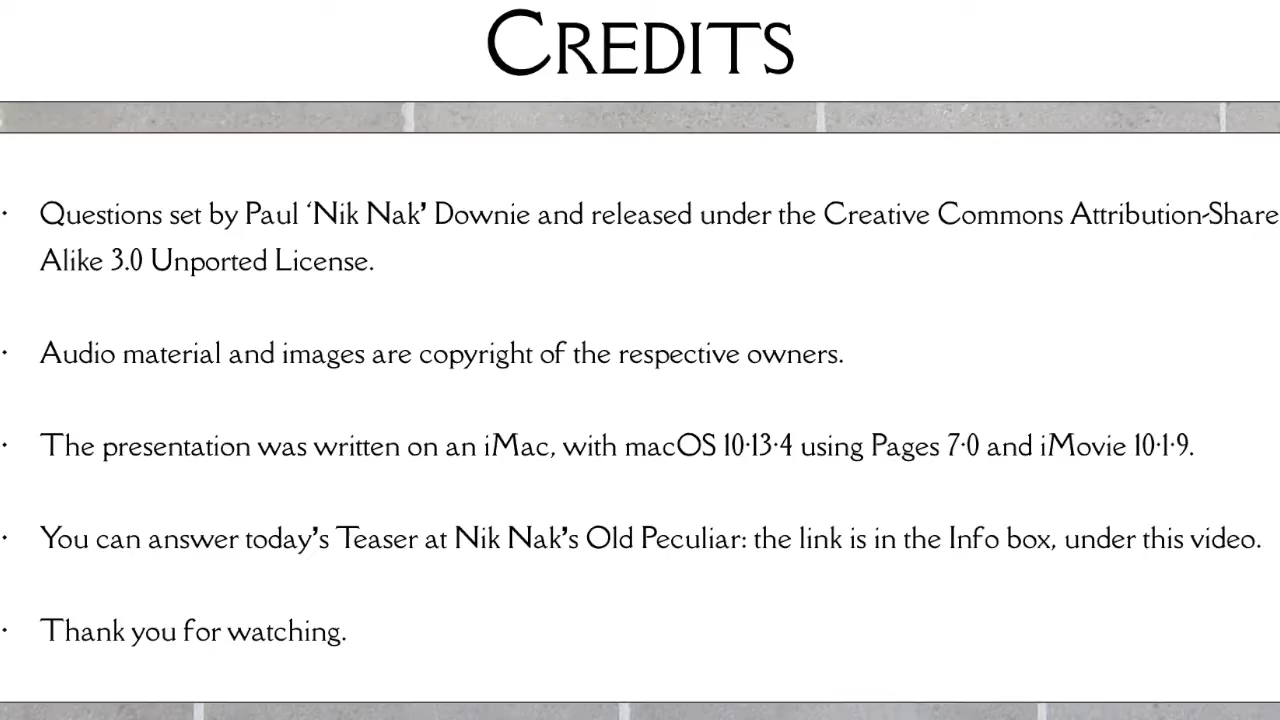 CREDITS
· Questions set by Paul ‘Nik Nak’ Downie and released under the Creative Commons Attribution-Share
Alike 3.0 Unported License.
· Audio material and images are copyright of the respective owners.
· The presentation was written on an iMac, with macOS 10·13·4 using Pages 7·0 and iMovie 10·1·9.
· You can answer today’s Teaser at Nik Nak’s Old Peculiar: the link is in the Info box, under this video.
· Thank you for watching.